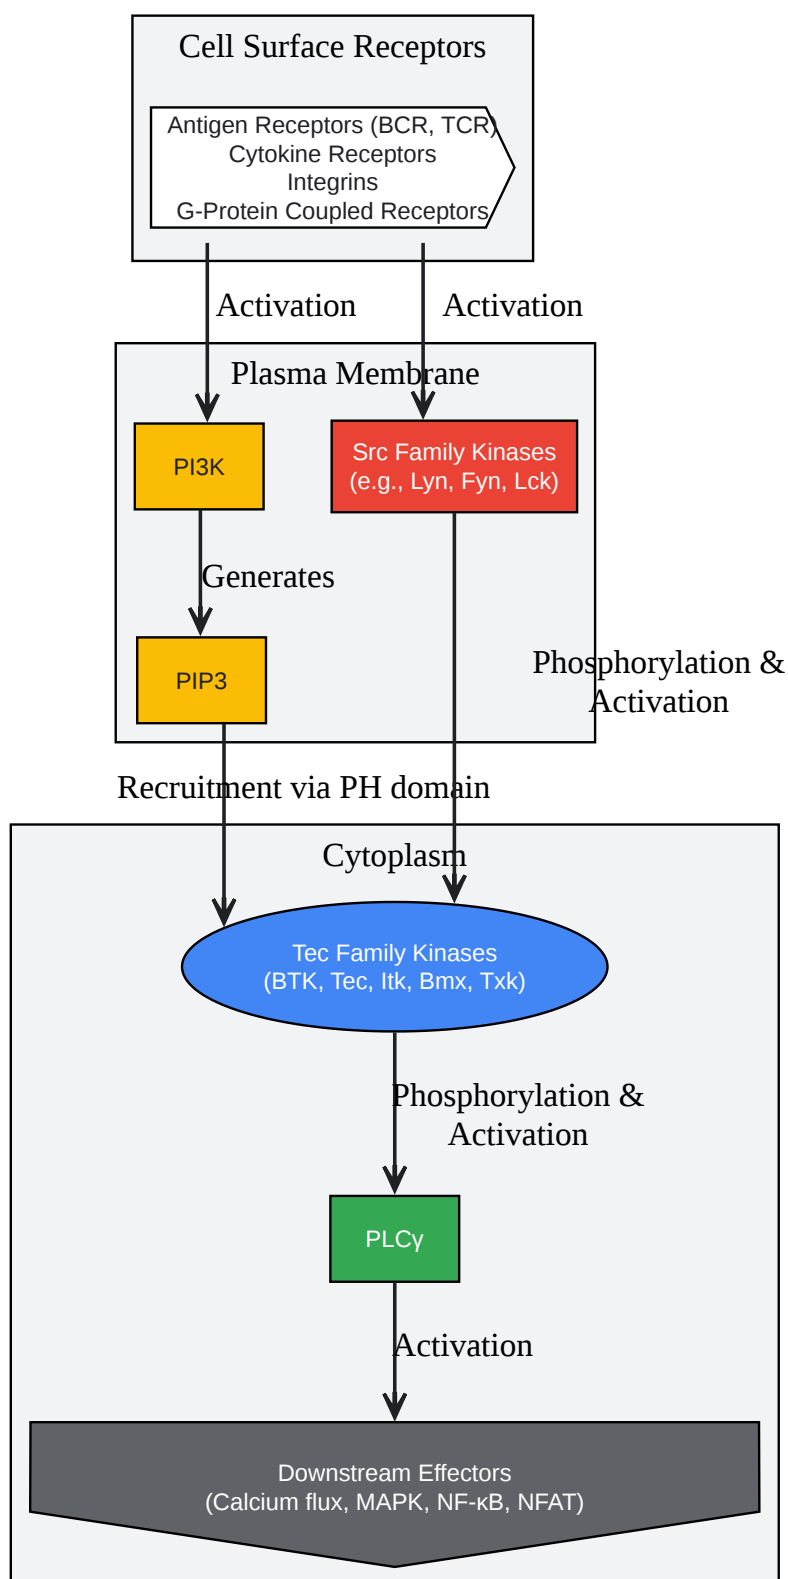 Cell Surface Receptors
Antigen Receptors (BCR, TCR)
Cytokine Receptors
Integrins
G-Protein Coupled Receptors
Activation
Activation
Plasma Membrane
PI3K
Src Family Kinases
(e.g., Lyn, Fyn, Lck)
Generates
PIP3
Phosphorylation &
Activation
Recruitment via PH domain
Cytoplasm
Tec Family Kinases
(BTK, Tec, Itk, Bmx, Txk)
Phosphorylation &
Activation
PLCγ
Activation
Downstream Effectors
(Calcium flux, MAPK, NF-κB, NFAT)